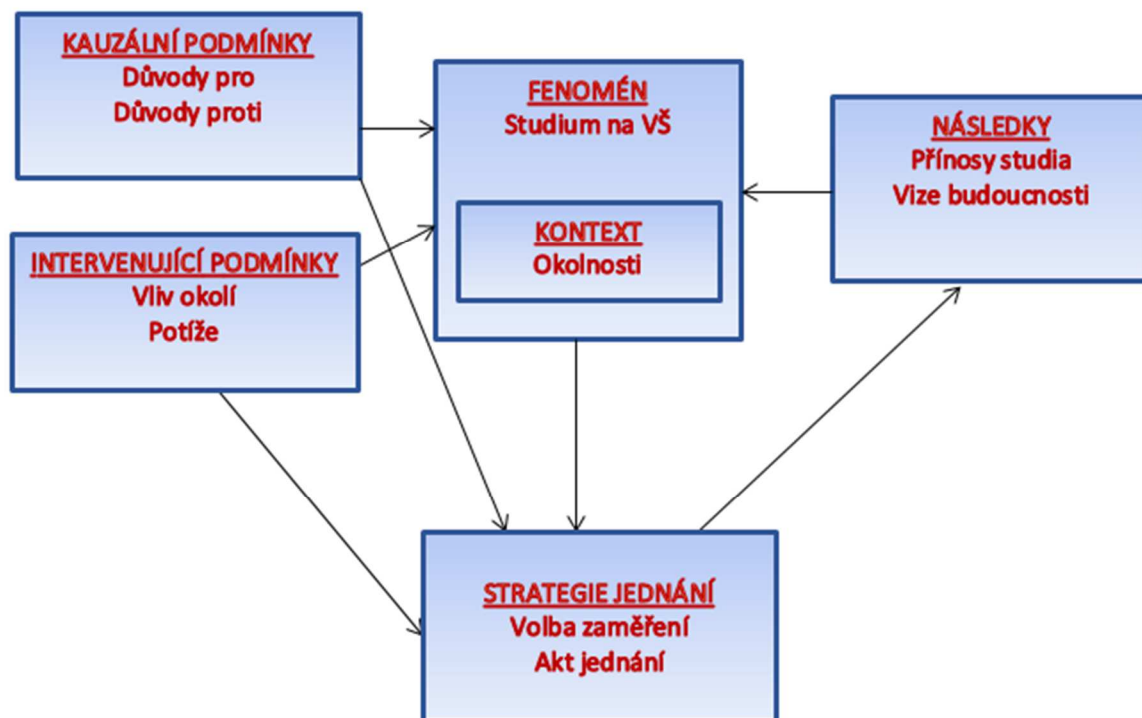 KAUZÁLNÍ PODMÍNKY
Důvody pro
Důvody proti
FENOMÉN
Studium na VŠ
KONTEXT
Okolnosti
NÁSLEDKY
Přínosy studia
Vize budoucnosti
INTERVENUJÍCÍ PODMÍNKY
Vliv okolí
Potíže
STRATEGIE JEDNÁNÍ
Volba zaměření
Akt jednání